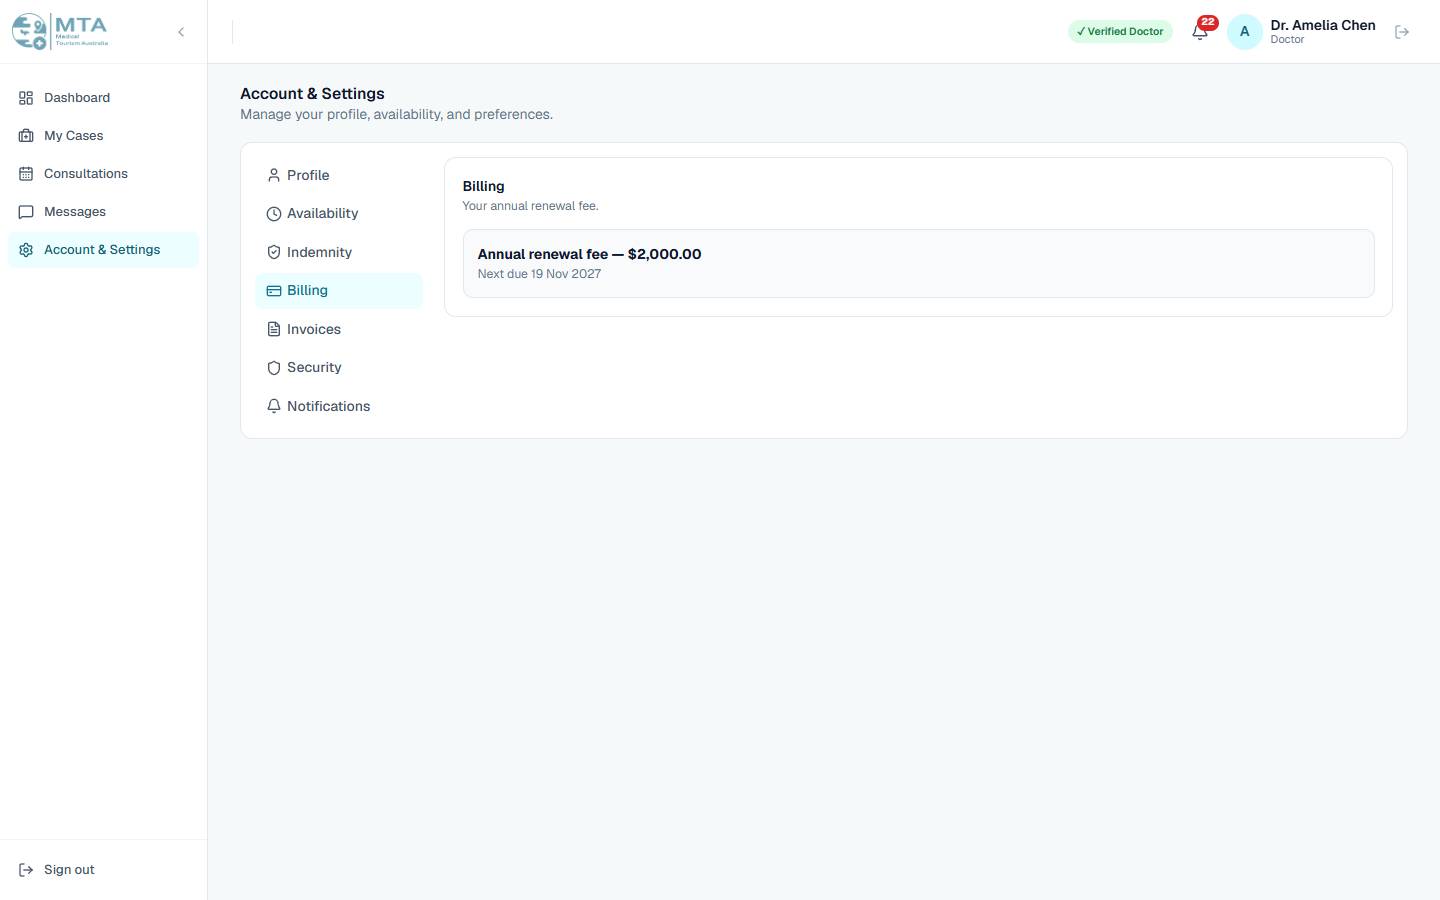 MTA
Medical
Tourism Australia
✓ Verified Doctor
22
A
Dr. Amelia Chen
Doctor
Dashboard
My Cases
Consultations
Messages
Account & Settings
Sign out
Account & Settings
Manage your profile, availability, and preferences.
Profile
Availability
Indemnity
Billing
Invoices
Security
Notifications
Billing
Your annual renewal fee.
Annual renewal fee — $2,000.00
Next due 19 Nov 2027